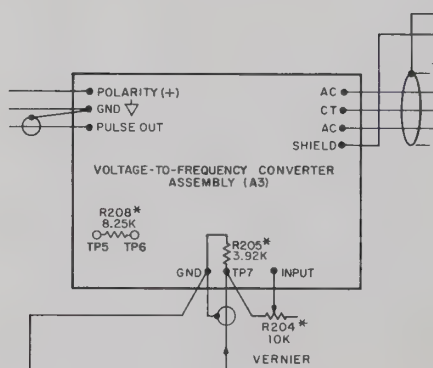 POLARITY (+)
GND
PULSE OUT
AC
CT
AC
SHIELD
VOLTAGE-TO-FREQUENCY CONVERTER
ASSEMBLY (A3)
R208*
8.25K
TP5 TP6
R205*
3.92K
GND TP7 INPUT
R204*
10K
VERNIER